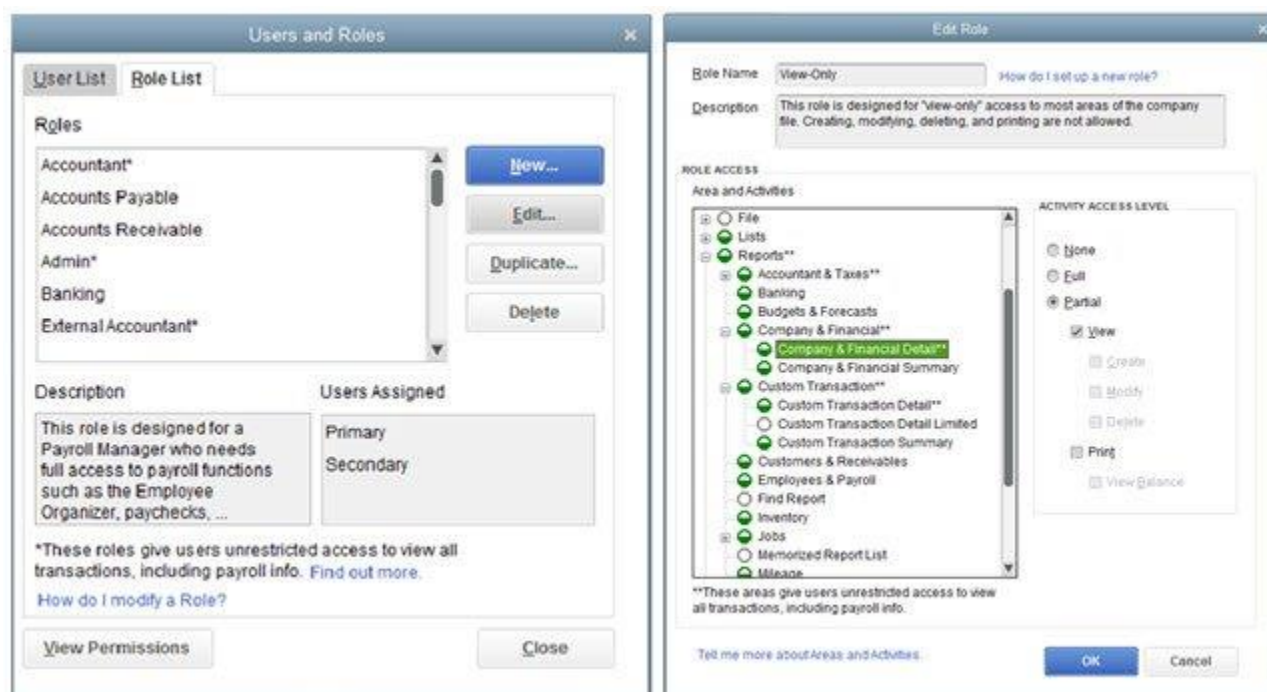 Users and Roles
User List
Role List
Roles
Accountant*
Accounts Payable
Accounts Receivable
Admin*
Banking
External Accountant*
New...
Edit...
Duplicate...
Delete
Description
This role is designed for a
Payroll Manager who needs
full access to payroll functions
such as the Employee
Organizer, paychecks, ...
Users Assigned
Primary
Secondary
*These roles give users unrestricted access to view all
transactions, including payroll info. Find out more.
How do I modify a Role?
View Permissions
Close
Edit Role
Role Name
View-Only
How do I set up a new role?
Description
This role is designed for "view-only" access to most areas of the company
file. Creating, modifying, deleting, and printing are not allowed.
ROLE ACCESS
Area and Activities
File
Lists
Reports**
Accountant & Taxes**
Banking
Budgets & Forecasts
Company & Financial**
Company & Financial Detail**
Company & Financial Summary
Custom Transaction**
Custom Transaction Detail**
Custom Transaction Detail Limited
Custom Transaction Summary
Customers & Receivables
Employees & Payroll
Find Report
Inventory
Jobs
Memorized Report List
Mileage
ACTIVITY ACCESS LEVEL
None
Full
Partial
View
Create
Modify
Delete
Print
View Balance
**These areas give users unrestricted access to view
all transactions, including payroll info.
Tell me more about Areas and Activities.
OK
Cancel